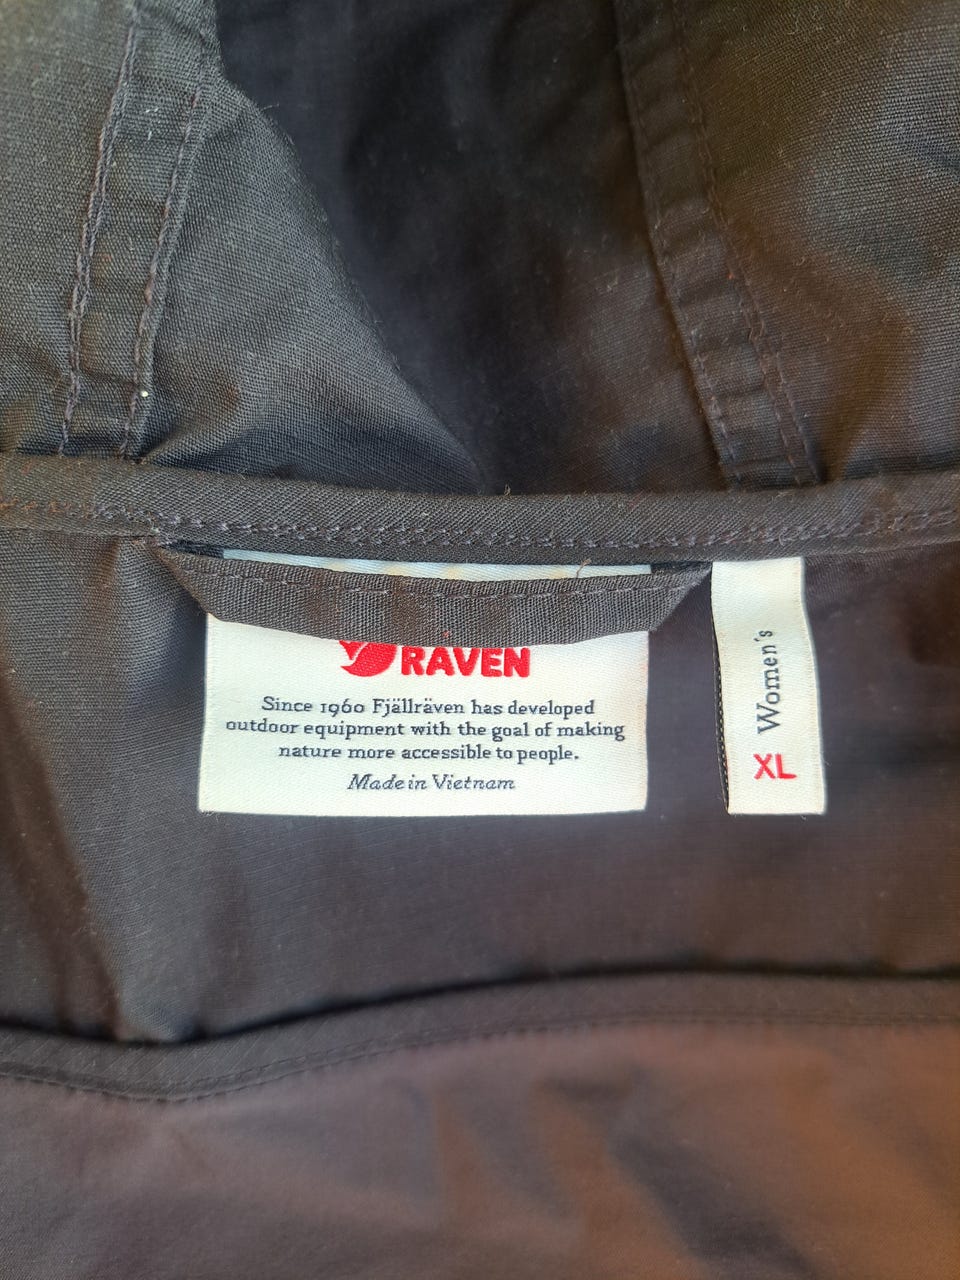 RAVEN
Since 1960 Fjällräven has developed
outdoor equipment with the goal of making
nature more accessible to people.
Made in Vietnam
Women's
XL